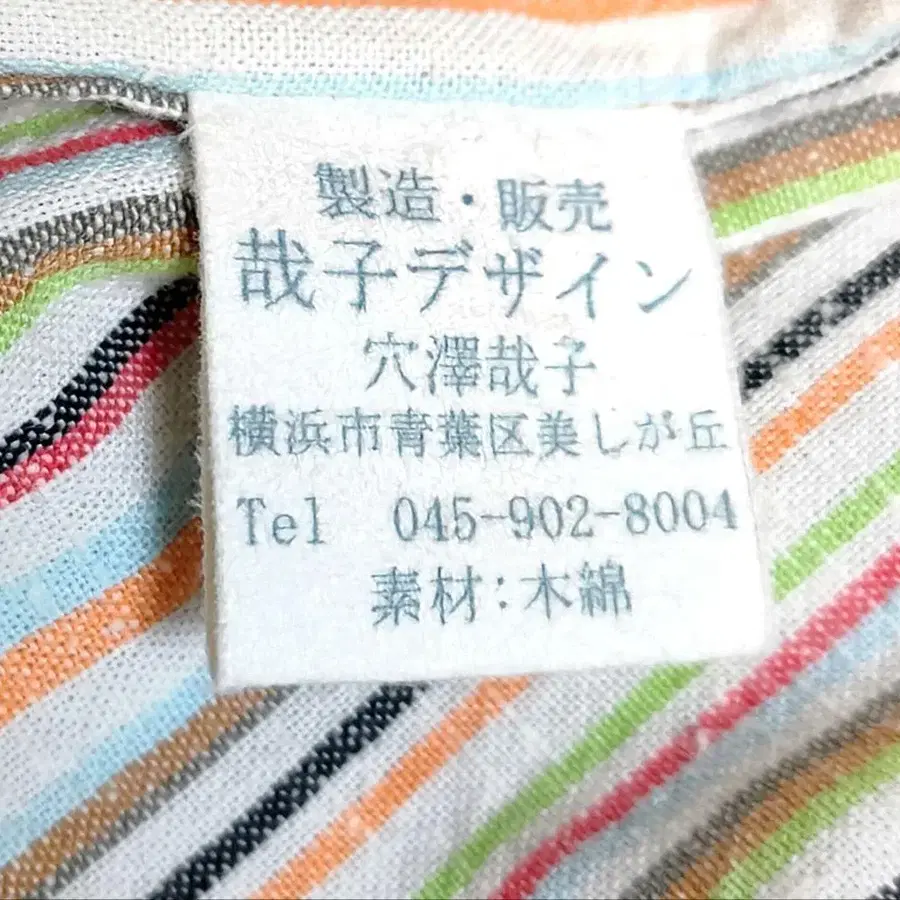 製造・販売
哉子デザイン
穴澤哉子
横浜市青葉区美しが丘
Tel 045-902-8004
素材:木綿